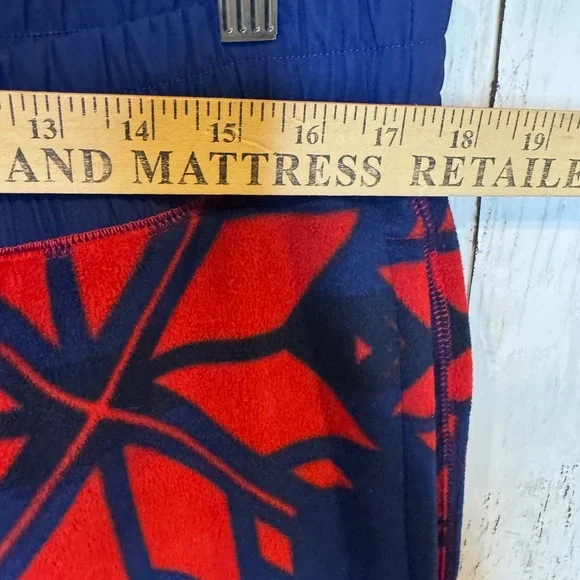 13 14 15 16 17 18 19
AND MATTRESS RETAILE